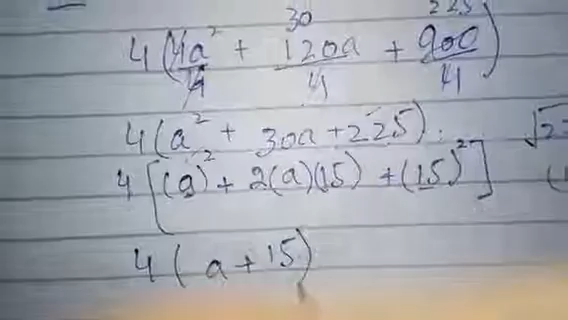 30 225
4(4a²/4 + 120a/4 + 900/4)
4(a² + 30a + 225).
4[(a)² + 2(a)(15) + (15)²]
4(a+15)